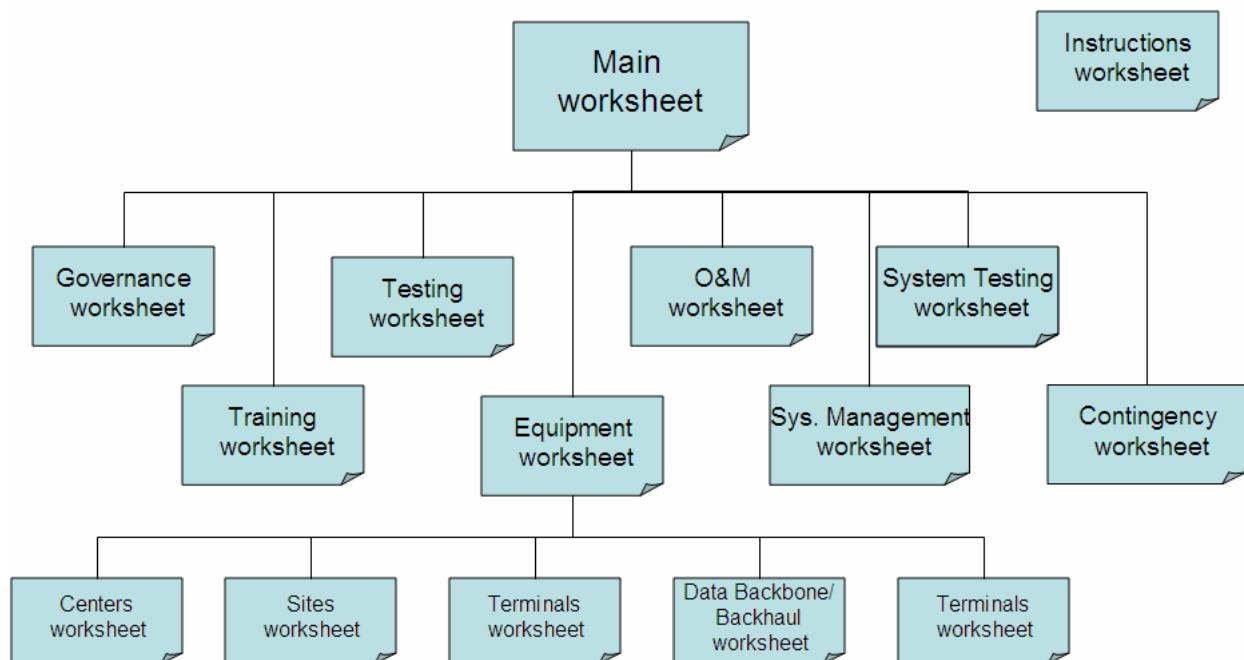 Main
worksheet
Instructions
worksheet
Governance
worksheet
Testing
worksheet
O&M
worksheet
System Testing
worksheet
Training
worksheet
Equipment
worksheet
Sys. Management
worksheet
Contingency
worksheet
Centers
worksheet
Sites
worksheet
Terminals
worksheet
Data Backbone/
Backhaul
worksheet
Terminals
worksheet